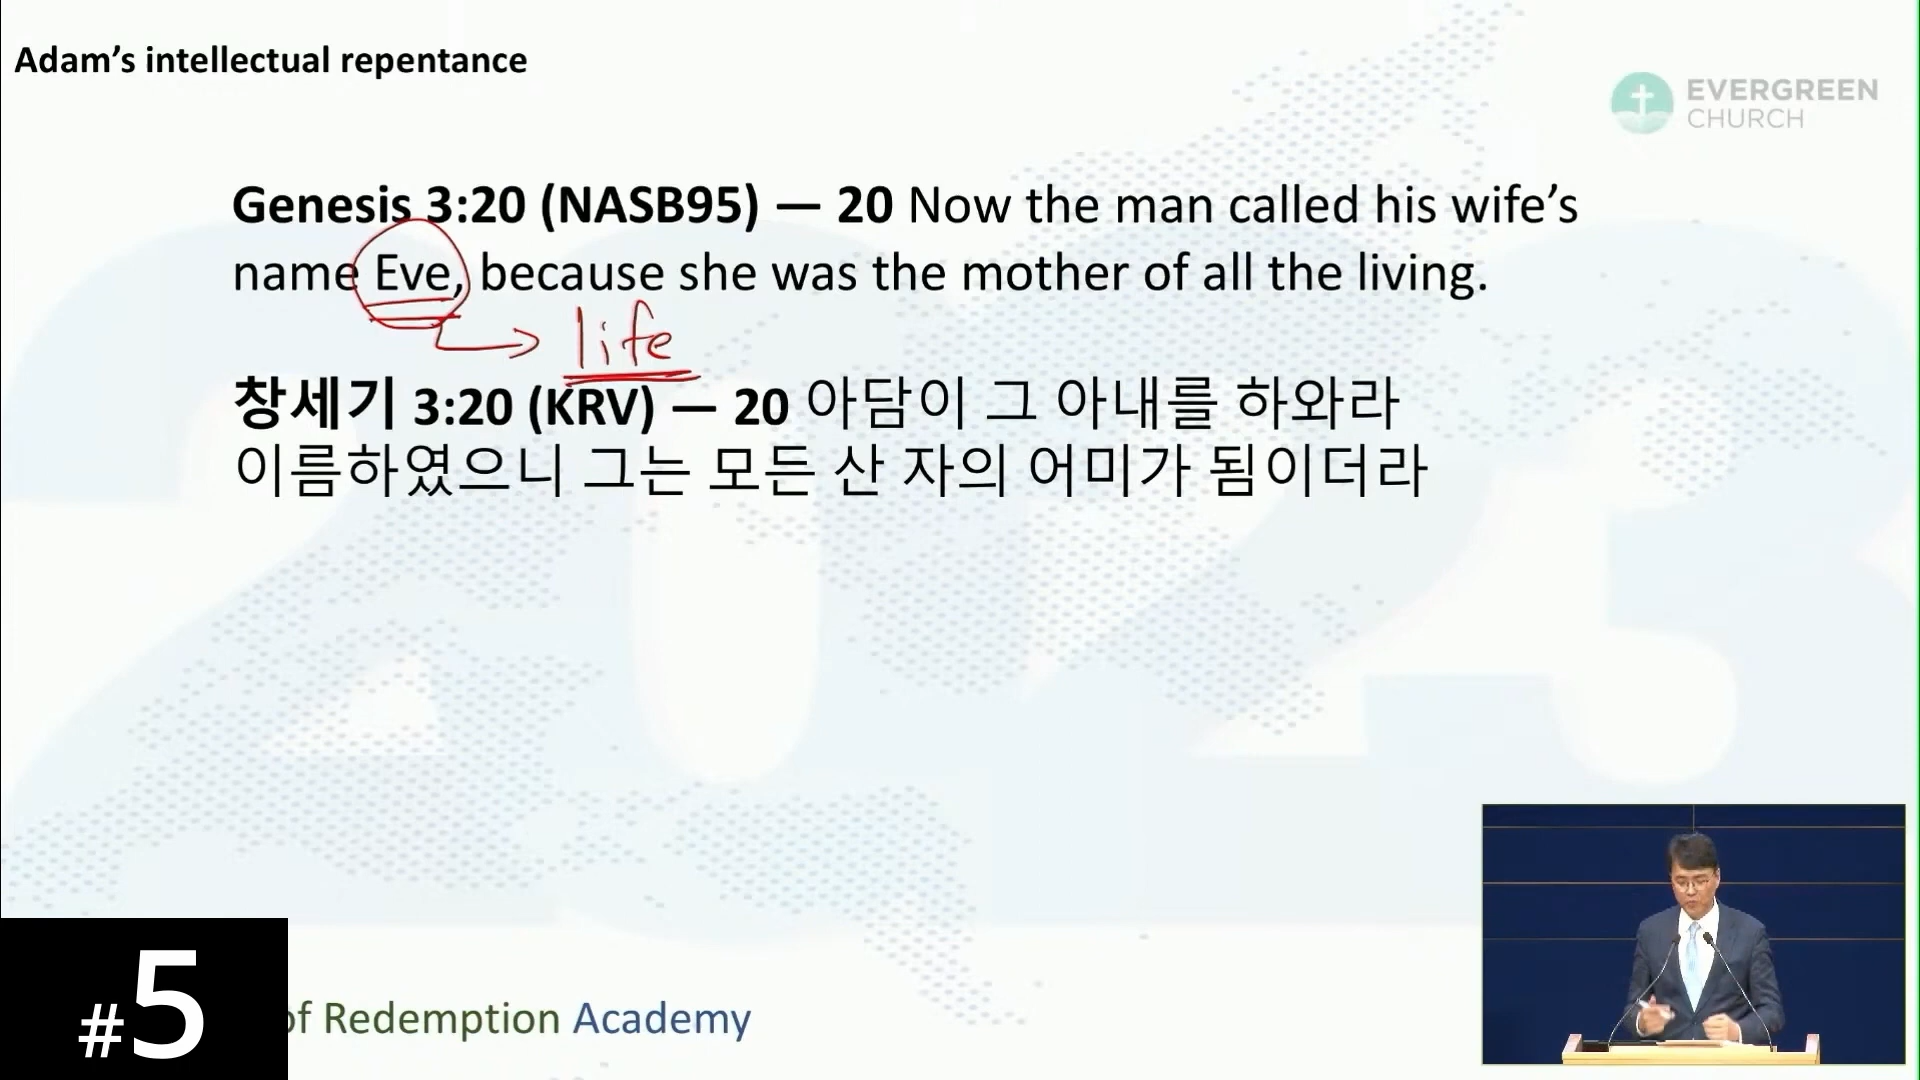 Adam’s intellectual repentance
EVERGREEN
CHURCH
Genesis 3:20 (NASB95) — 20 Now the man called his wife’s
name Eve, because she was the mother of all the living.
life
창세기 3:20 (KRV) — 20 아담이 그 아내를 하와라
이름하였으니 그는 모든 산 자의 어미가 됨이더라
#5
of Redemption Academy